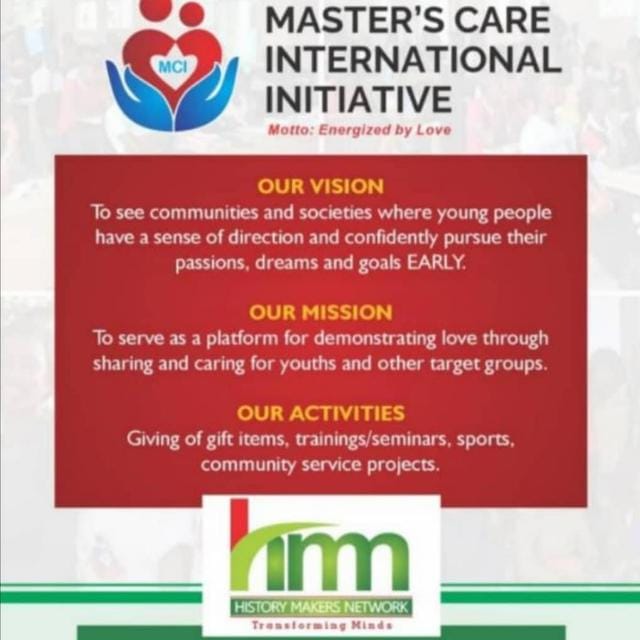 MCI
MASTER'S CARE
INTERNATIONAL
INITIATIVE
Motto: Energized by Love
OUR VISION
To see communities and societies where young people
have a sense of direction and confidently pursue their
passions, dreams and goals EARLY.
OUR MISSION
To serve as a platform for demonstrating love through
sharing and caring for youths and other target groups.
OUR ACTIVITIES
Giving of gift items, trainings/seminars, sports,
community service projects.
hmm
HISTORY MAKERS NETWORK
Transforming Minds